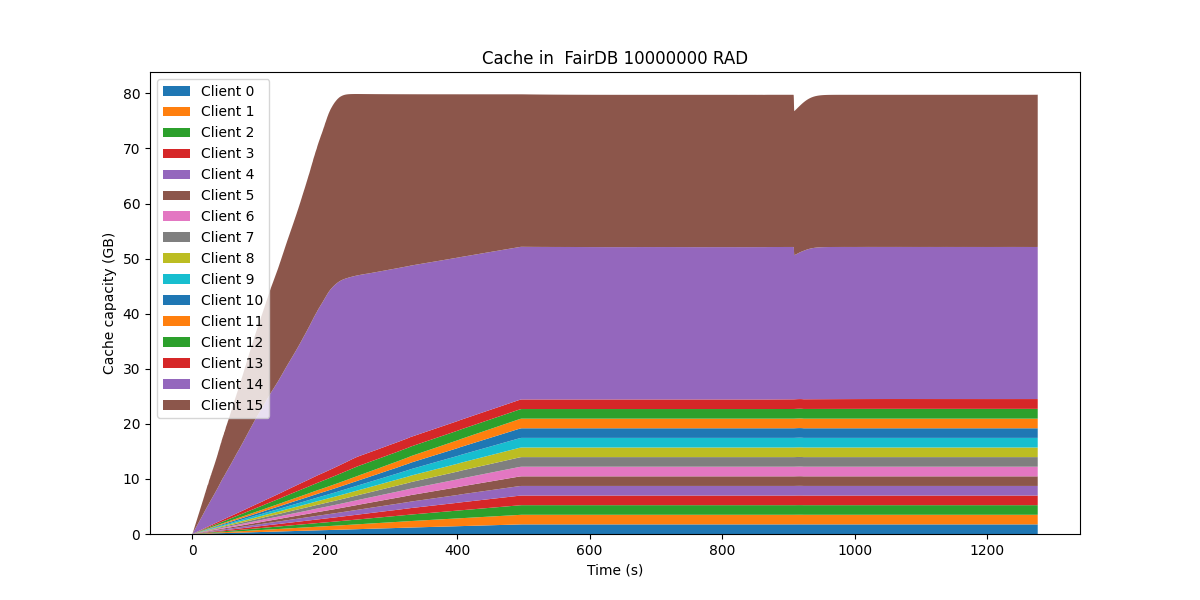 Cache in  FairDB 10000000 RAD
Cache capacity (GB)
80
70
60
50
40
30
20
10
0
Client 0
Client 1
Client 2
Client 3
Client 4
Client 5
Client 6
Client 7
Client 8
Client 9
Client 10
Client 11
Client 12
Client 13
Client 14
Client 15
0 200 400 600 800 1000 1200
Time (s)